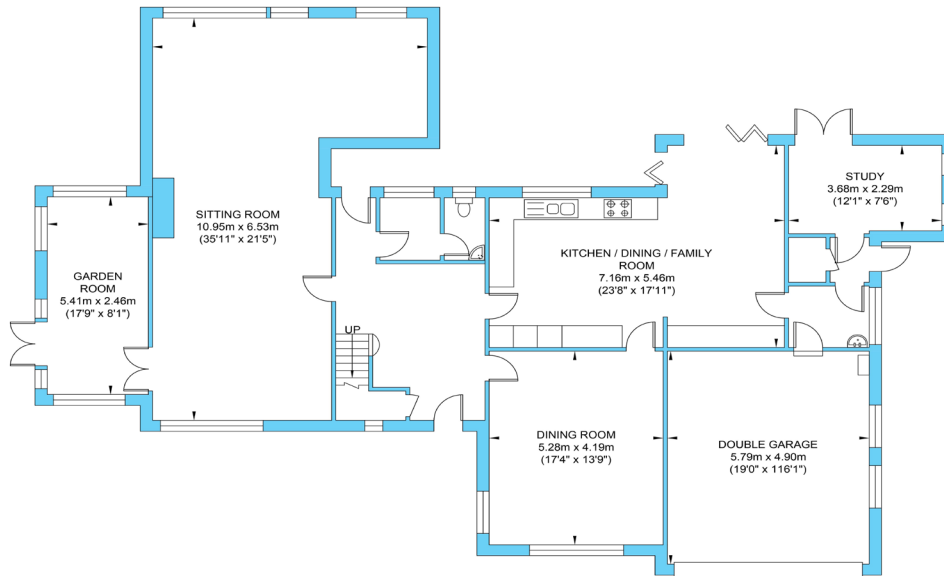 STUDY
3.68m x 2.29m
(12'1" x 7'6")
SITTING ROOM
10.95m x 6.53m
(35'11" x 21'5")
KITCHEN / DINING / FAMILY
ROOM
7.16m x 5.46m
(23'8" x 17'11")
GARDEN
ROOM
5.41m x 2.46m
(17'9" x 8'1")
UP
DINING ROOM
5.28m x 4.19m
(17'4" x 13'9")
DOUBLE GARAGE
5.79m x 4.90m
(19'0" x 116'1")